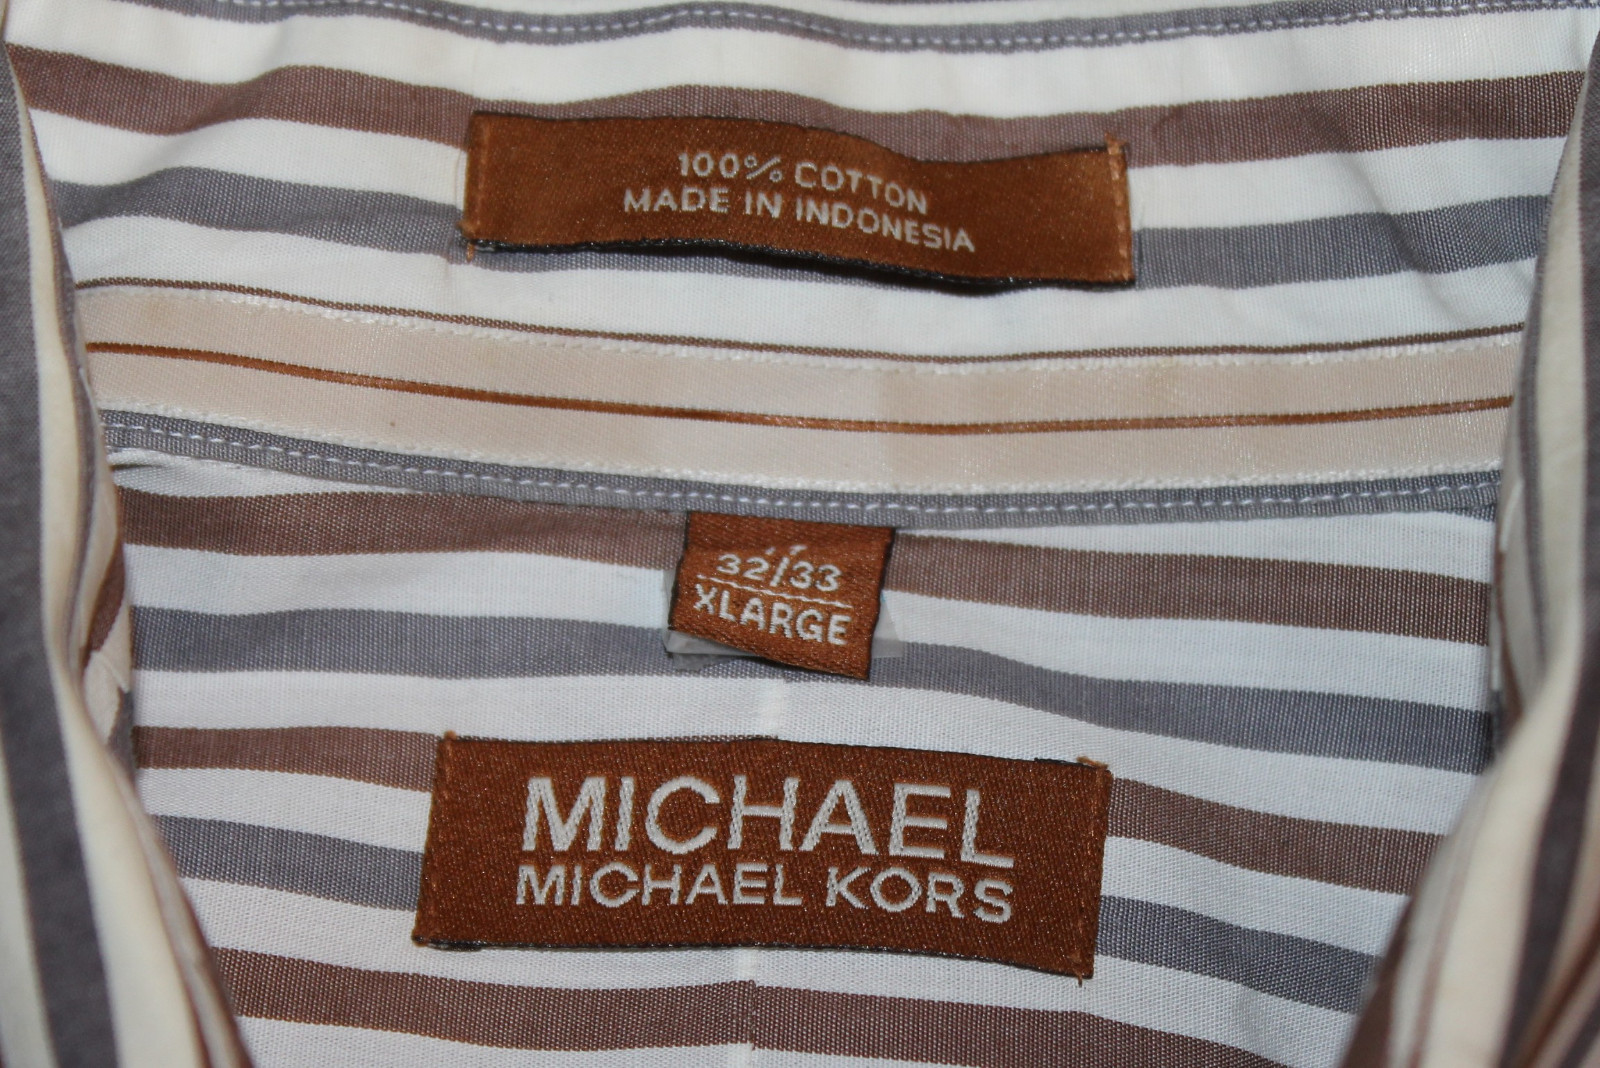 100% COTTON
MADE IN INDONESIA
32/33
XLARGE
MICHAEL
MICHAEL KORS